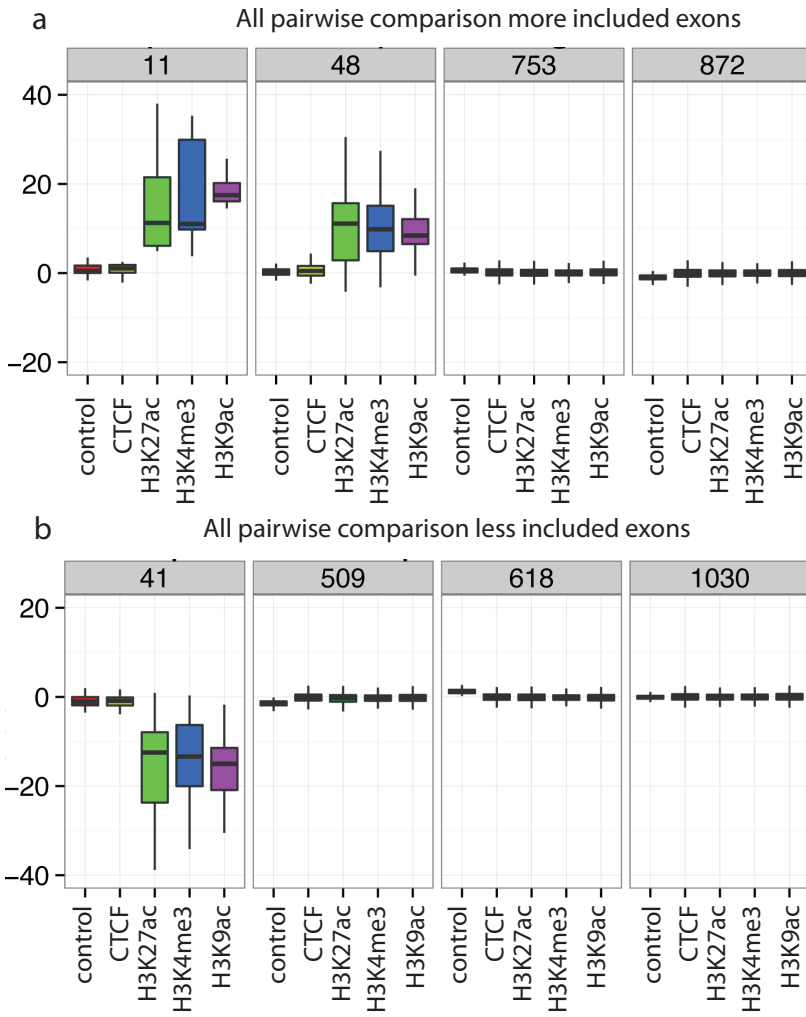 a All pairwise comparison more included exons
11 48 753 872
40
20
0
−20
control CTCF H3K27ac H3K4me3 H3K9ac control CTCF H3K27ac H3K4me3 H3K9ac control CTCF H3K27ac H3K4me3 H3K9ac control CTCF H3K27ac H3K4me3 H3K9ac
b All pairwise comparison less included exons
41 509 618 1030
20
0
−20
−40
control CTCF H3K27ac H3K4me3 H3K9ac control CTCF H3K27ac H3K4me3 H3K9ac control CTCF H3K27ac H3K4me3 H3K9ac control CTCF H3K27ac H3K4me3 H3K9ac